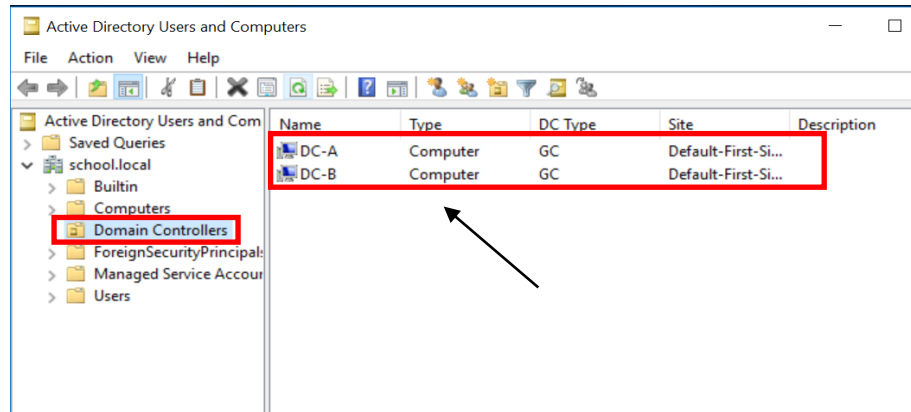 Active Directory Users and Computers
File Action View Help
Active Directory Users and Com
Saved Queries
school.local
Builtin
Computers
Domain Controllers
ForeignSecurityPrincipals
Managed Service Accour
Users
Name Type DC Type Site Description
DC-A Computer GC Default-First-Si...
DC-B Computer GC Default-First-Si...